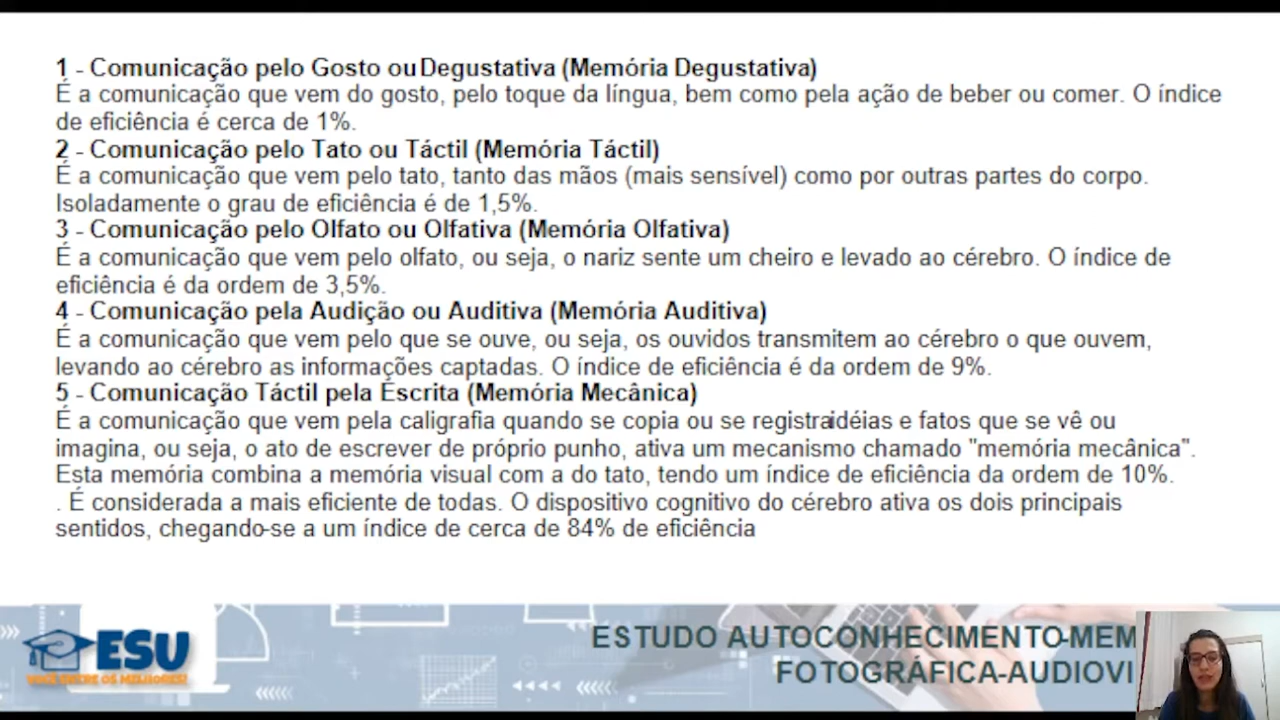 1 - Comunicação pelo Gosto ou Degustativa (Memória Degustativa)
É a comunicação que vem do gosto, pelo toque da língua, bem como pela ação de beber ou comer. O índice
de eficiência é cerca de 1%.
2 - Comunicação pelo Tato ou Táctil (Memória Táctil)
É a comunicação que vem pelo tato, tanto das mãos (mais sensível) como por outras partes do corpo.
Isoladamente o grau de eficiência é de 1,5%.
3 - Comunicação pelo Olfato ou Olfativa (Memória Olfativa)
É a comunicação que vem pelo olfato, ou seja, o nariz sente um cheiro e levado ao cérebro. O índice de
eficiência é da ordem de 3,5%.
4 - Comunicação pela Audição ou Auditiva (Memória Auditiva)
É a comunicação que vem pelo que se ouve, ou seja, os ouvidos transmitem ao cérebro o que ouvem,
levando ao cérebro as informações captadas. O índice de eficiência é da ordem de 9%.
5 - Comunicação Táctil pela Escrita (Memória Mecânica)
É a comunicação que vem pela caligrafia quando se copia ou se registra idéias e fatos que se vê ou
imagina, ou seja, o ato de escrever de próprio punho, ativa um mecanismo chamado "memória mecânica".
Esta memória combina a memória visual com a do tato, tendo um índice de eficiência da ordem de 10%.
. É considerada a mais eficiente de todas. O dispositivo cognitivo do cérebro ativa os dois principais
sentidos, chegando-se a um índice de cerca de 84% de eficiência
ESU
VOCÊ ENTRE OS MELHORES!
ESTUDO AUTOCONHECIMENTO-MEM
FOTOGRÁFICA-AUDIOVI